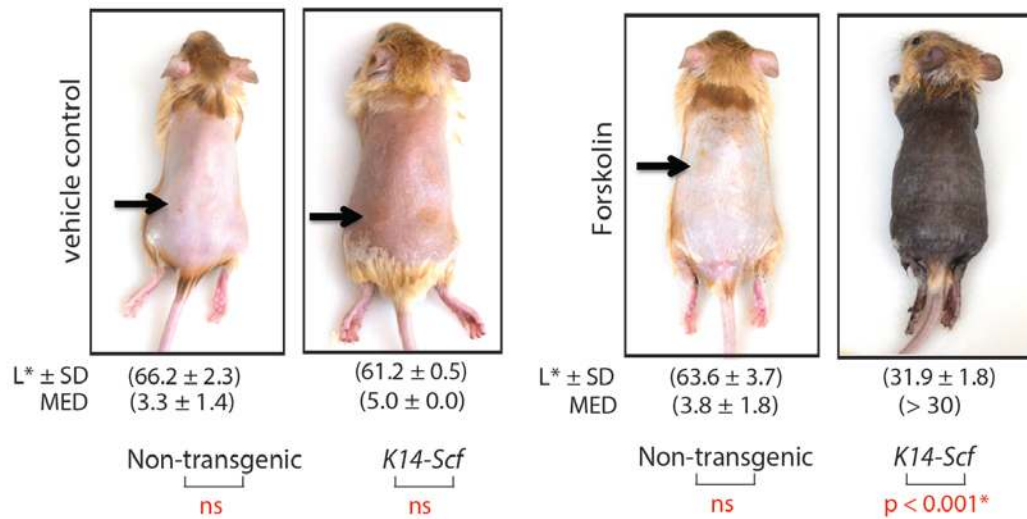 vehicle control
Forskolin
L* ± SD (66.2 ± 2.3) (61.2 ± 0.5) (63.6 ± 3.7) (31.9 ± 1.8)
MED (3.3 ± 1.4) (5.0 ± 0.0) (3.8 ± 1.8) (> 30)
L* ± SD
MED
Non-transgenic K14-Scf Non-transgenic K14-Scf
ns ns ns p < 0.001*